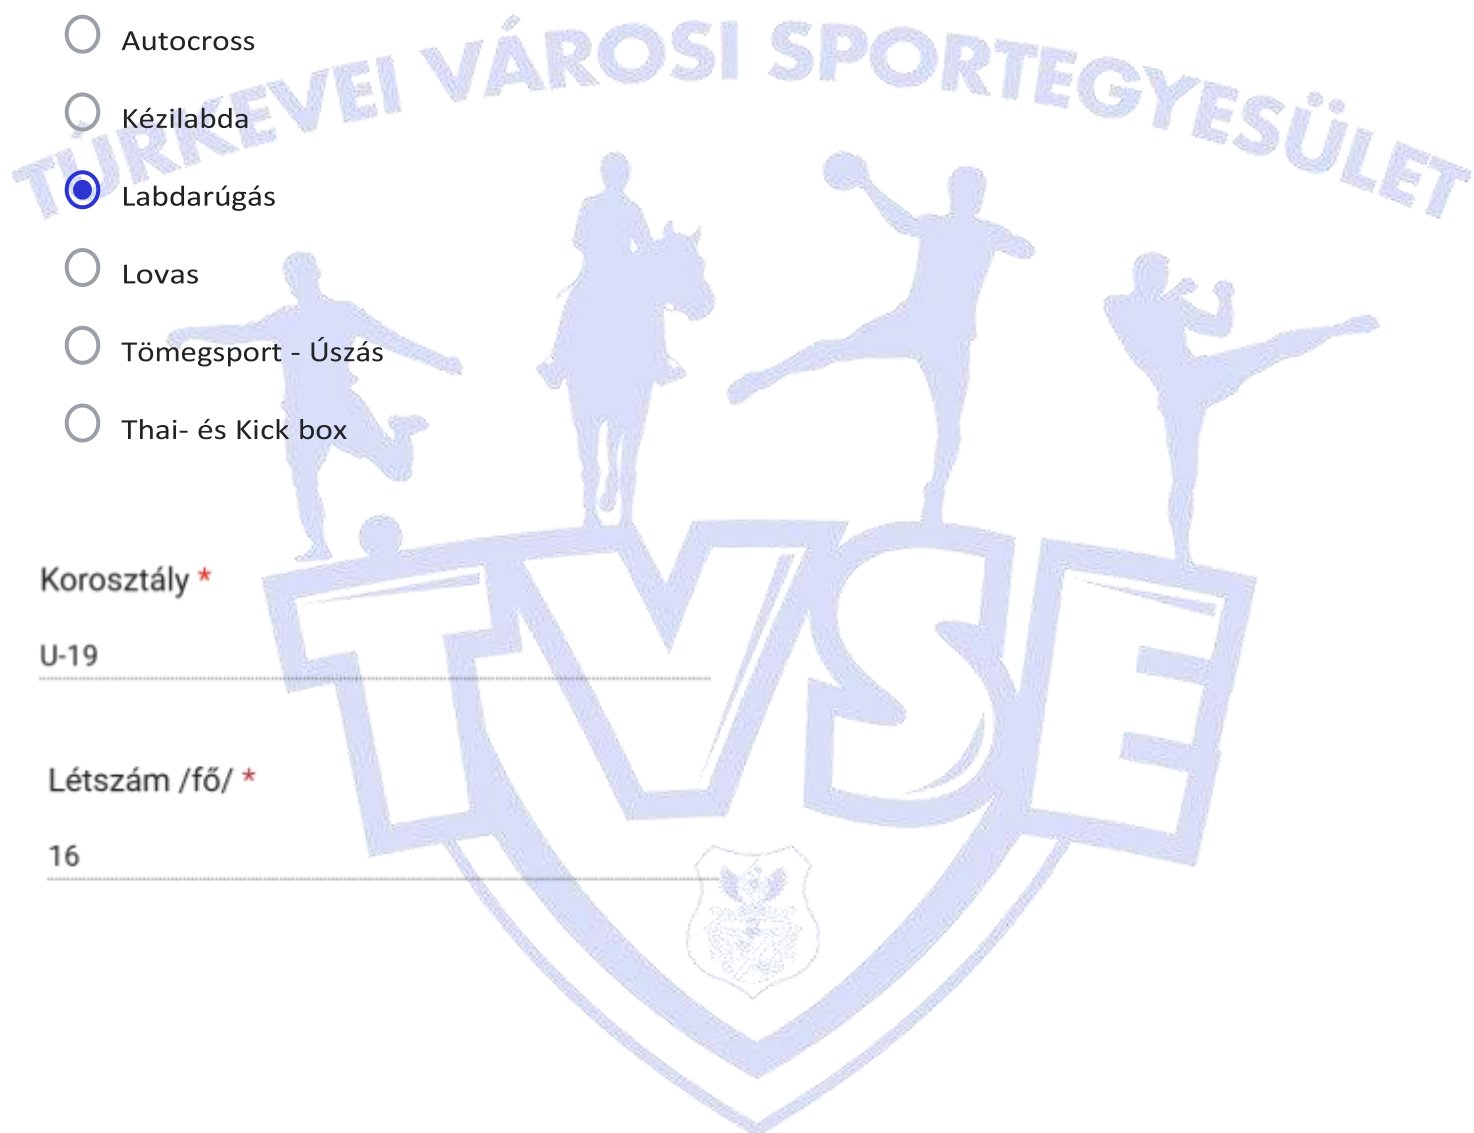 TÚRKEVEI VÁROSI SPORTEGYESÜLET
Autocross
Kézilabda
Labdarúgás
Lovas
Tömegsport - Úszás
Thai- és Kick box
TVSE
Korosztály *
U-19
Létszám /fő/ *
16